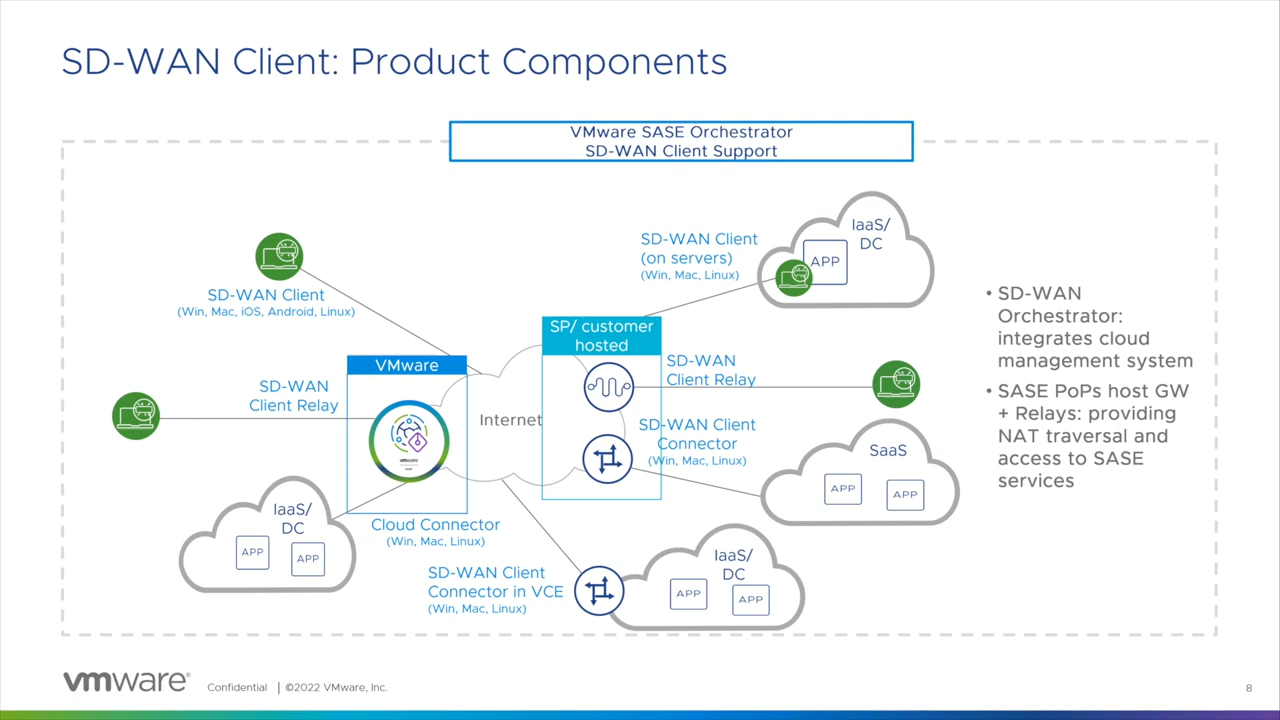 SD-WAN Client: Product Components
VMware SASE Orchestrator
SD-WAN Client Support
SD-WAN Client
(Win, Mac, iOS, Android, Linux)
SD-WAN
Client Relay
VMware
vmware
Internet
SP/ customer
hosted
SD-WAN Client
(on servers)
(Win, Mac, Linux)
IaaS/
DC
APP
SD-WAN
Client Relay
SD-WAN Client
Connector
(Win, Mac, Linux)
SaaS
APP
APP
IaaS/
DC
APP
APP
Cloud Connector
(Win, Mac, Linux)
SD-WAN Client
Connector in VCE
(Win, Mac, Linux)
IaaS/
DC
APP
APP
• SD-WAN
Orchestrator:
integrates cloud
management system
• SASE PoPs host GW
+ Relays: providing
NAT traversal and
access to SASE
services
vmware®
Confidential | ©2022 VMware, Inc.
8